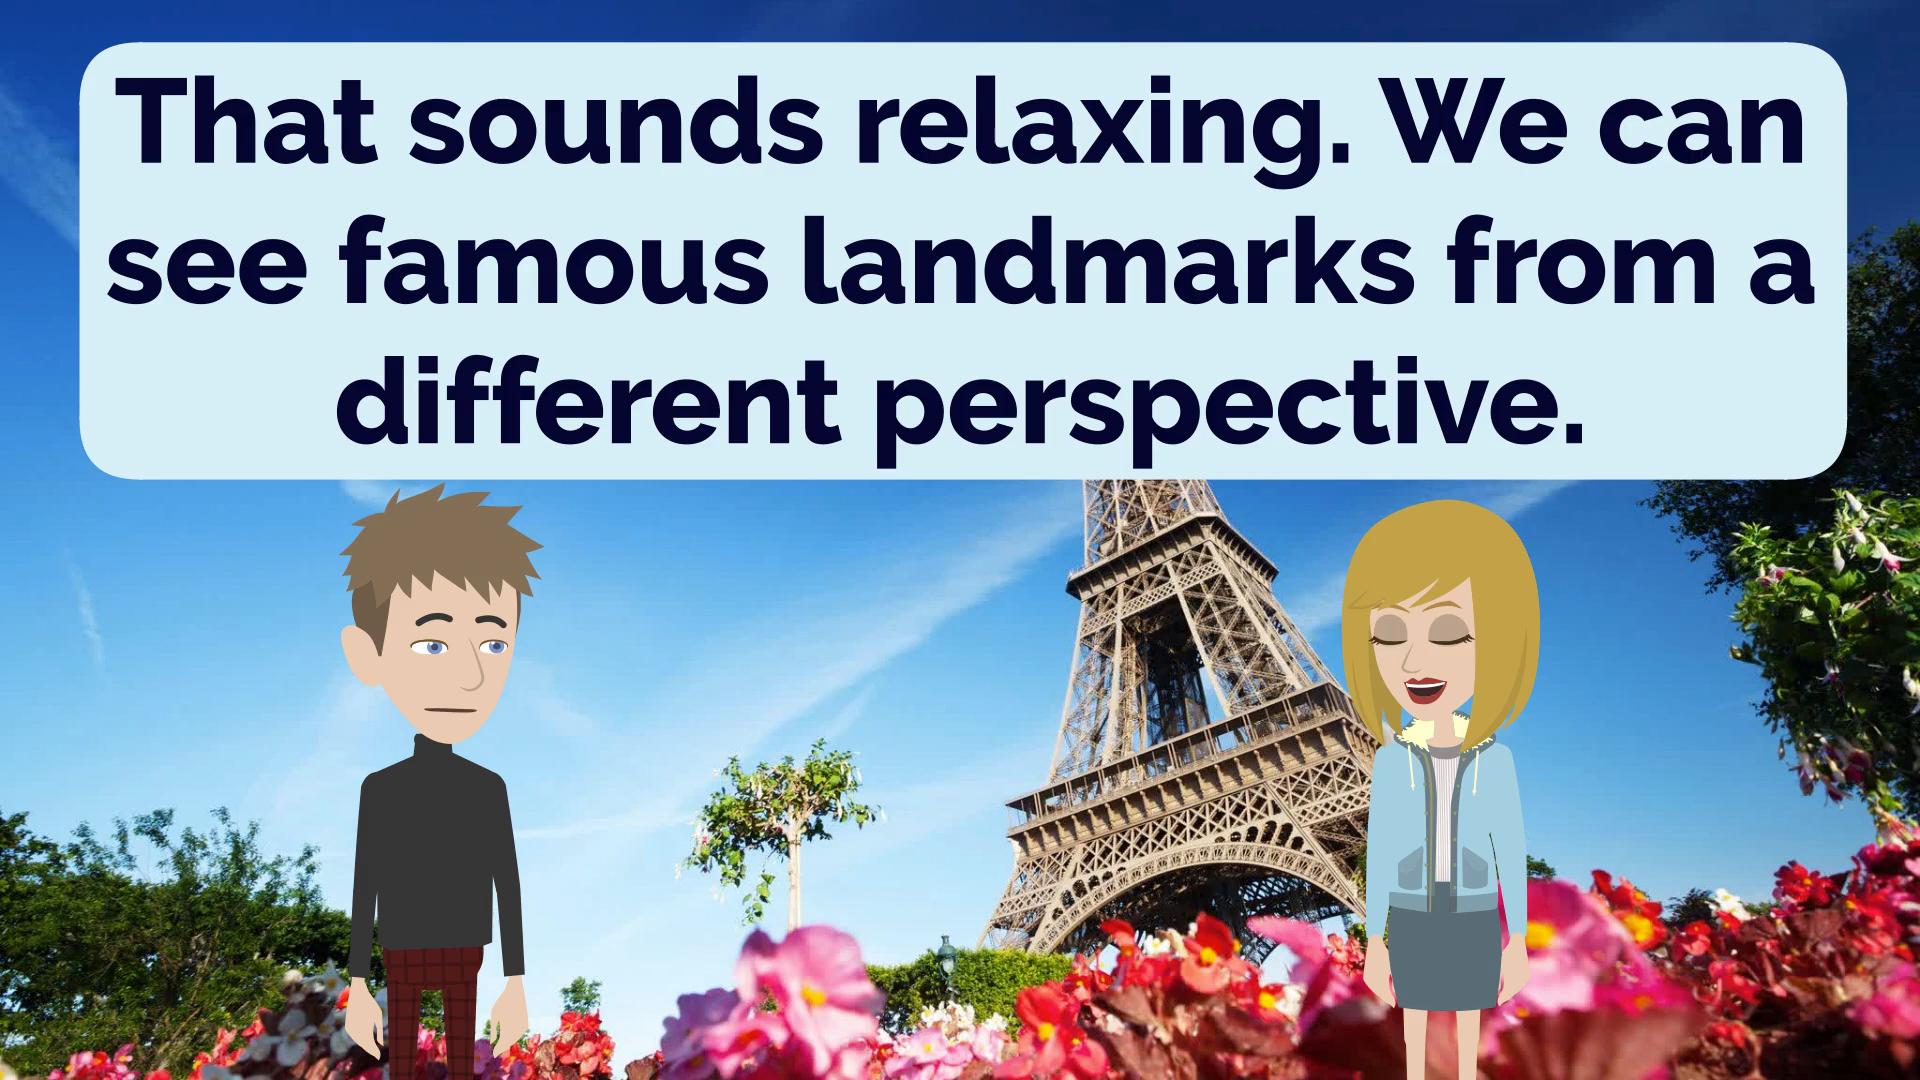 That sounds relaxing. We can
see famous landmarks from a
different perspective.